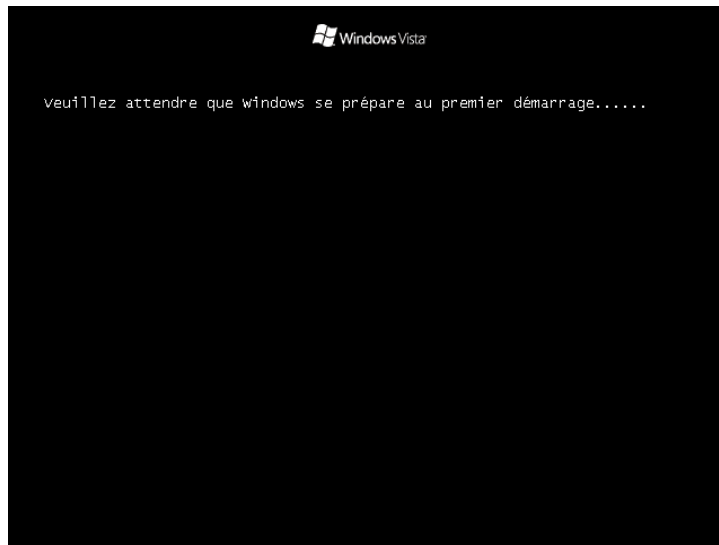 Windows Vista
Veuillez attendre que Windows se prépare au premier démarrage......